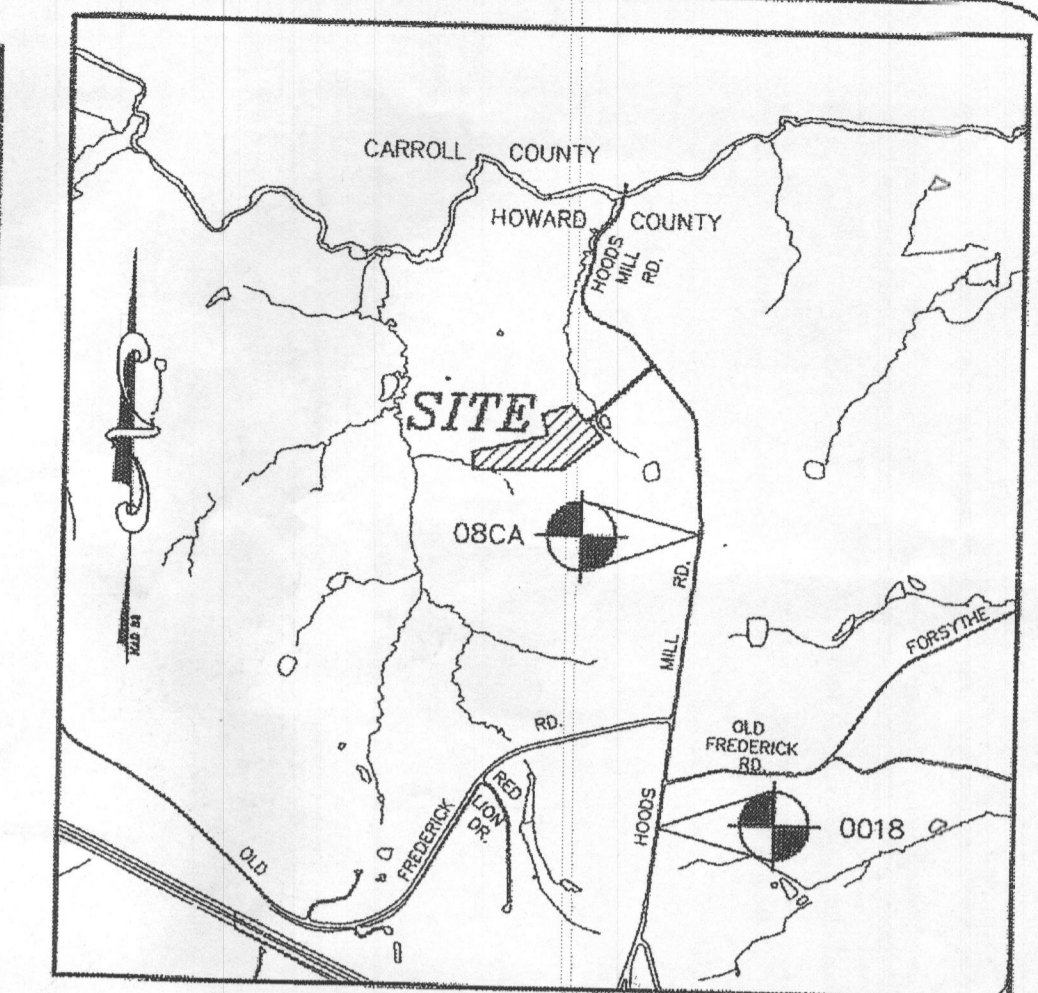 CARROLL COUNTY
HOWARD COUNTY
HOODS
MILL
RD.
SITE
08CA
RD.
MILL
FORSYTHE
RD.
OLD
FREDERICK
RD.
RED
LION
DR.
FREDERICK
HOODS
0018
OLD